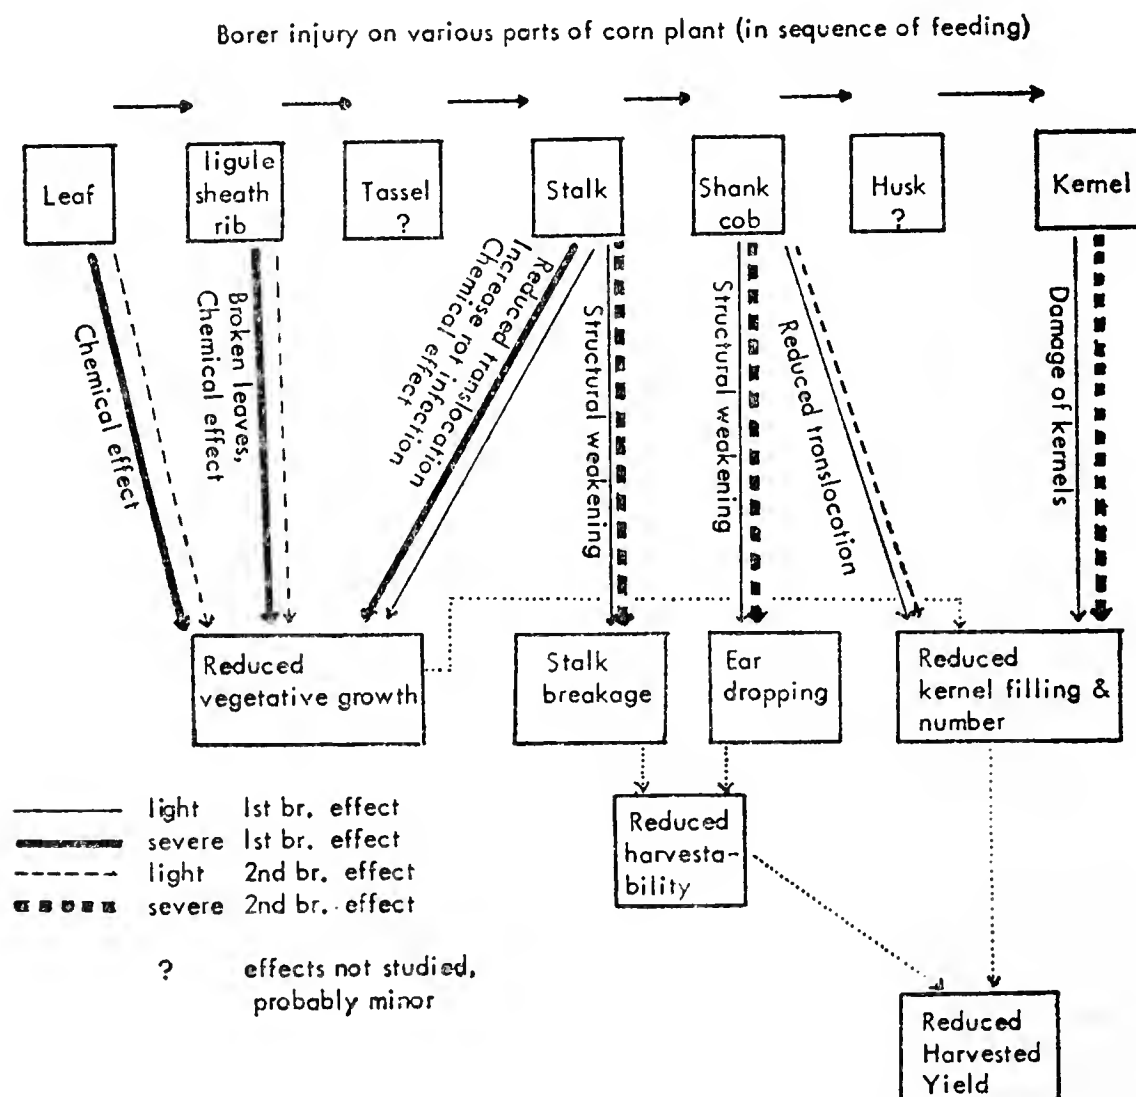 Borer injury on various parts of corn plant (in sequence of feeding)
Leaf
ligule
sheath
rib
Tassel
?
Stalk
Shank
cob
Husk
?
Kernel
Chemical effect
Broken leaves,
Chemical effect
Reduced translocation
Increase rot infection
Chemical effect
Structural weakening
Structural weakening
Reduced translocotion
Damage of kernels
Reduced
vegetative growth
Stalk
breakage
Ear
dropping
Reduced
kernel filling &
number
light 1st br. effect
severe 1st br. effect
light 2nd br. effect
severe 2nd br. effect
? effects not studied,
probably minor
Reduced
harvesta-
bility
Reduced
Harvested
Yield